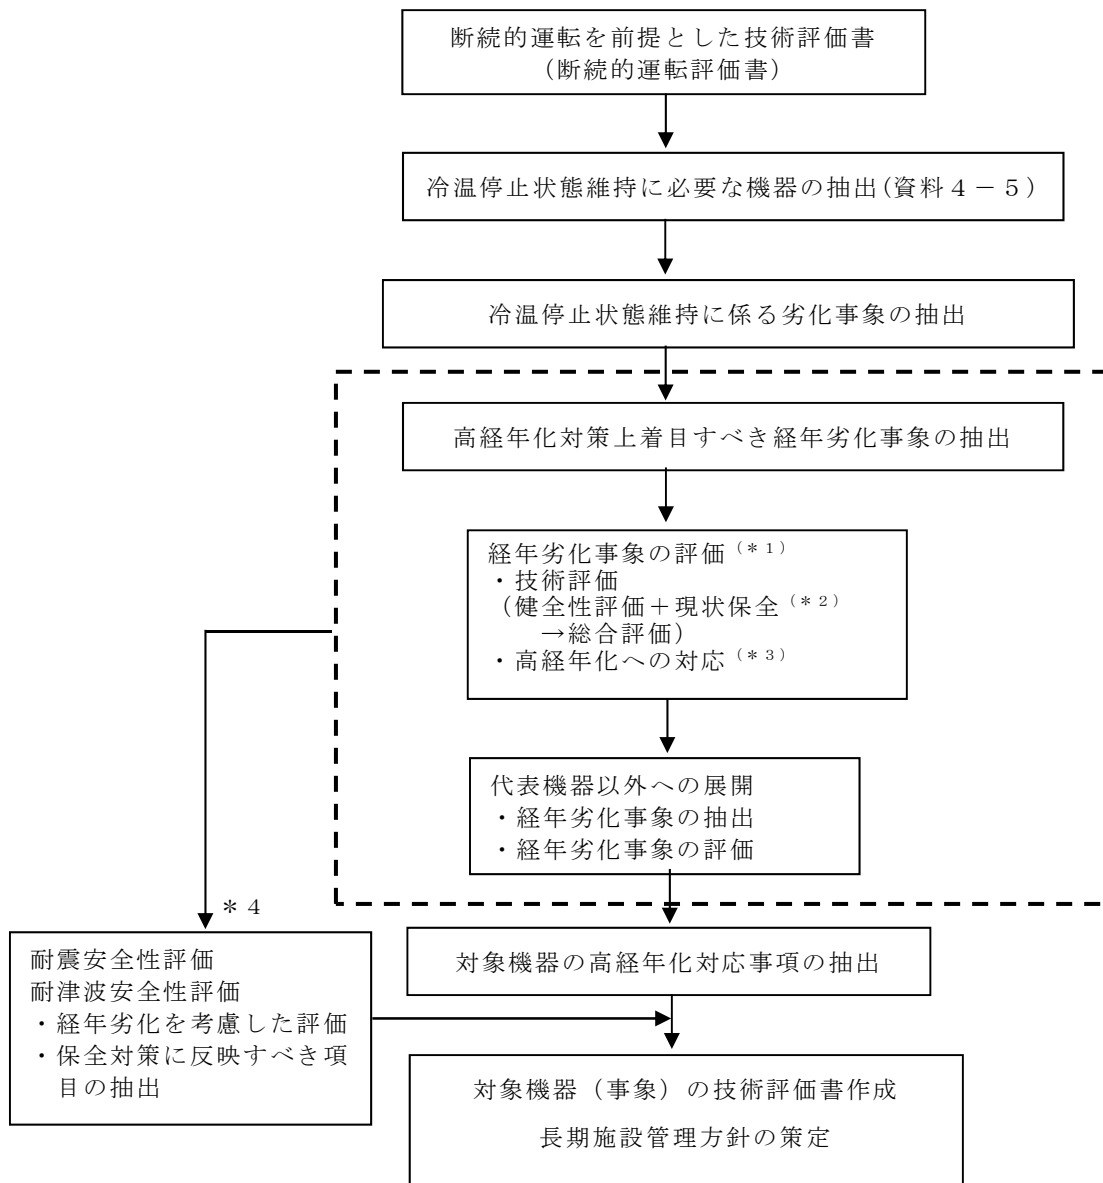 断続的運転を前提とした技術評価書
（断続的運転評価書）
冷温停止状態維持に必要な機器の抽出(資料４－５）
冷温停止状態維持に係る劣化事象の抽出
高経年化対策上着目すべき経年劣化事象の抽出
経年劣化事象の評価(＊１)
・技術評価
（健全性評価＋現状保全(＊２)
→総合評価）
・高経年化への対応(＊３)
代表機器以外への展開
・経年劣化事象の抽出
・経年劣化事象の評価
＊４
耐震安全性評価
耐津波安全性評価
・経年劣化を考慮した評価
・保全対策に反映すべき項
目の抽出
対象機器の高経年化対応事項の抽出
対象機器（事象）の技術評価書作成
長期施設管理方針の策定